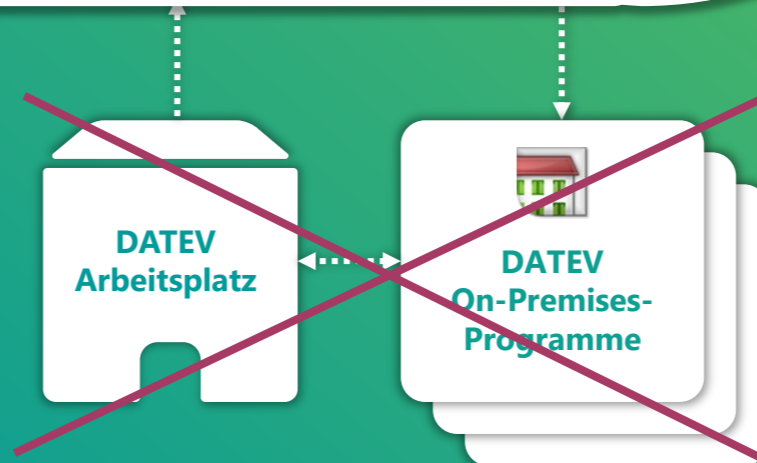 DATEV
Arbeitsplatz
DATEV
On-Premises-
Programme